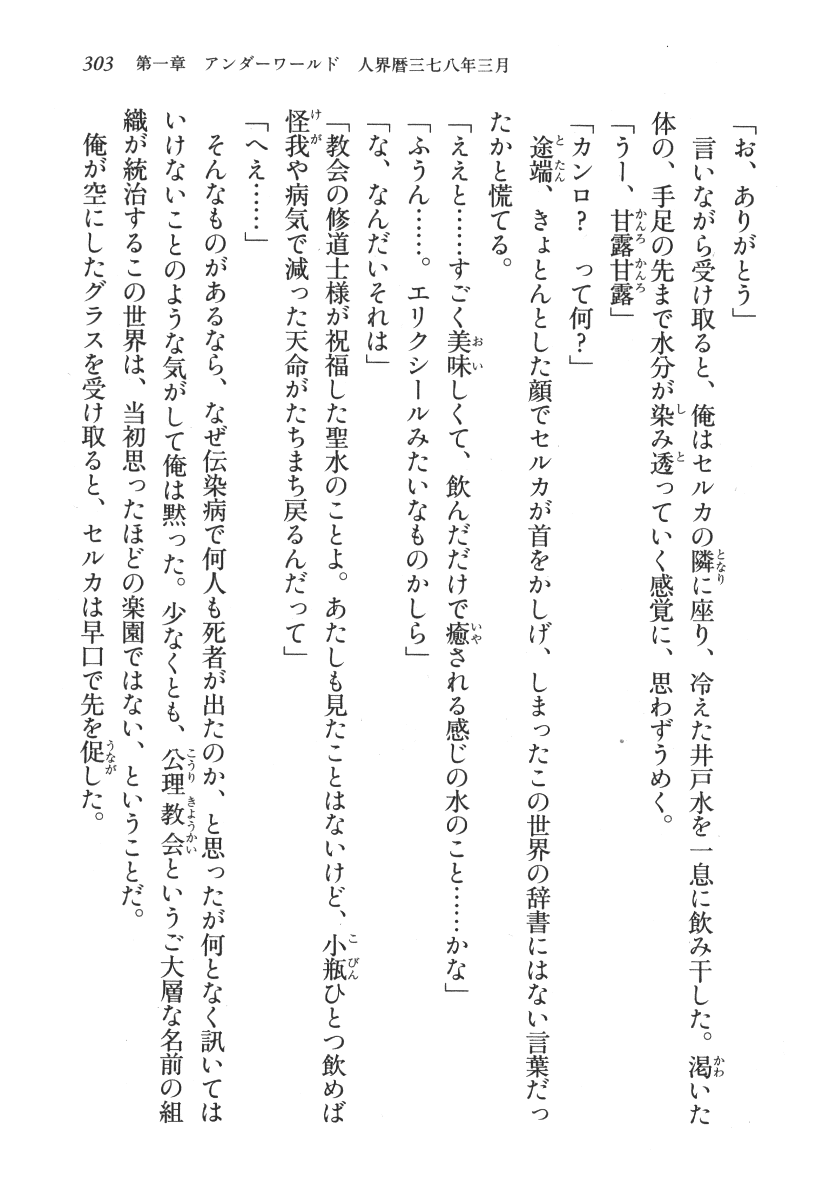 303 第一章 アンダーワールド 人界暦三七八年三月
「お、ありがとう」
言いながら受け取ると、俺はセルカの隣に座り、冷えた井戸水を一息に飲み干した。渇いた
体の、手足の先まで水分が染み透っていく感覚に、思わずうめく。
「うー、甘露甘露」
「カンロ？ って何？」
途端、きょとんとした顔でセルカが首をかしげ、しまったこの世界の辞書にはない言葉だっ
たかと慌てる。
「ええと……すごく美味しくて、飲んだだけで癒される感じの水のこと……かな」
「ふうん……。エリクシールみたいなものかしら」
「な、なんだいそれは」
「教会の修道士様が祝福した聖水のことよ。あたしも見たことはないけど、小瓶ひとつ飲めば
怪我や病気で減った天命がたちまち戻るんだって」
「へえ……」
そんなものがあるなら、なぜ伝染病で何人も死者が出たのか、と思ったが何となく訊いては
いけないことのような気がして俺は黙った。少なくとも、公理教会というご大層な名前の組
織が統治するこの世界は、当初思ったほどの楽園ではない、ということだ。
俺が空にしたグラスを受け取ると、セルカは早口で先を促した。